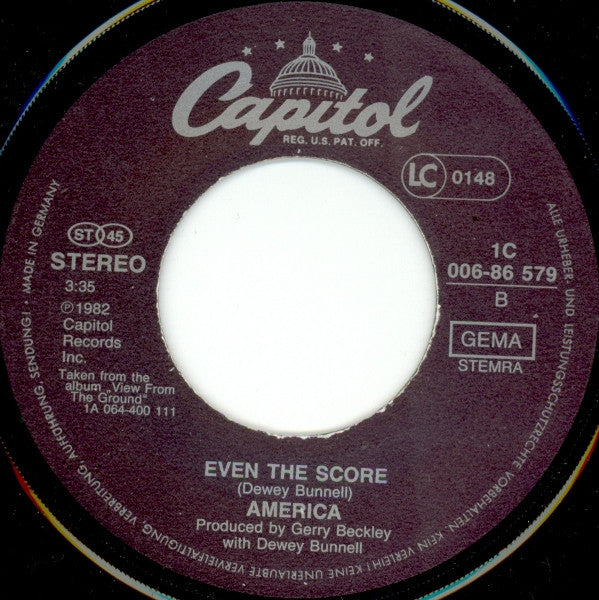 Capitol
REG. U.S. PAT. OFF.
LC 0148
ST 45
STEREO
3:35
℗1982
Capitol
Records
Inc.
Taken from the
album „View From
The Ground"
1A 064-400 111
1C
006-86 579
B
GEMA
STEMRA
EVEN THE SCORE
(Dewey Bunnell)
AMERICA
Produced by Gerry Beckley
with Dewey Bunnell
ALLE URHEBER- UND LEISTUNGSSCHUTZRECHTE VORBEHALTEN. KEIN VERLEIH! KEINE UNERLAUBTE VERVIELFÄLTIGUNG, VERBREITUNG, AUFFÜHRUNG, SENDUNG! · MADE IN GERMANY